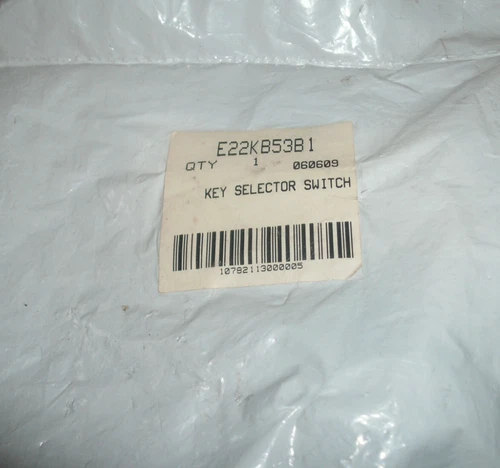 E22KB53B1
QTY 1 060609
KEY SELECTOR SWITCH
10782113000005